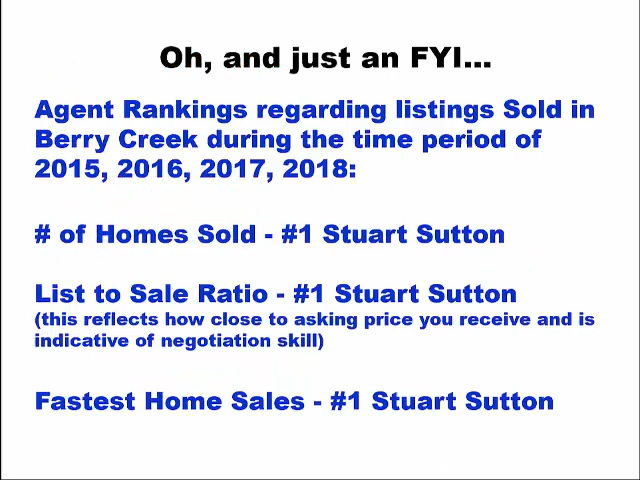 Oh, and just an FYI...
Agent Rankings regarding listings Sold in
Berry Creek during the time period of
2015, 2016, 2017, 2018:
# of Homes Sold - #1 Stuart Sutton
List to Sale Ratio - #1 Stuart Sutton
(this reflects how close to asking price you receive and is
indicative of negotiation skill)
Fastest Home Sales - #1 Stuart Sutton